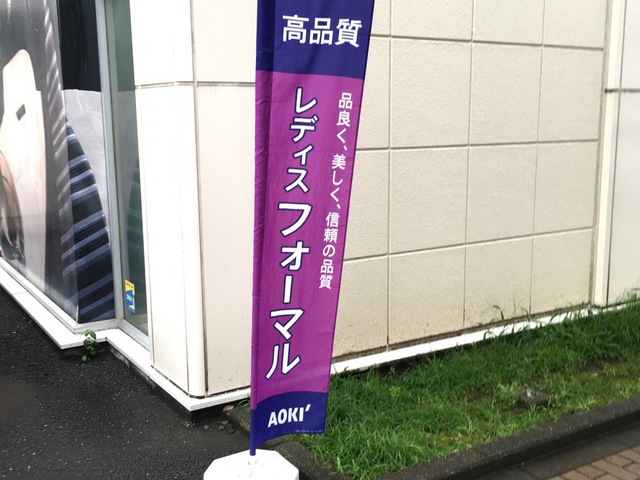 高品質
品良く、美しく、信頼の品質
レディスフォーマル
AOKI'